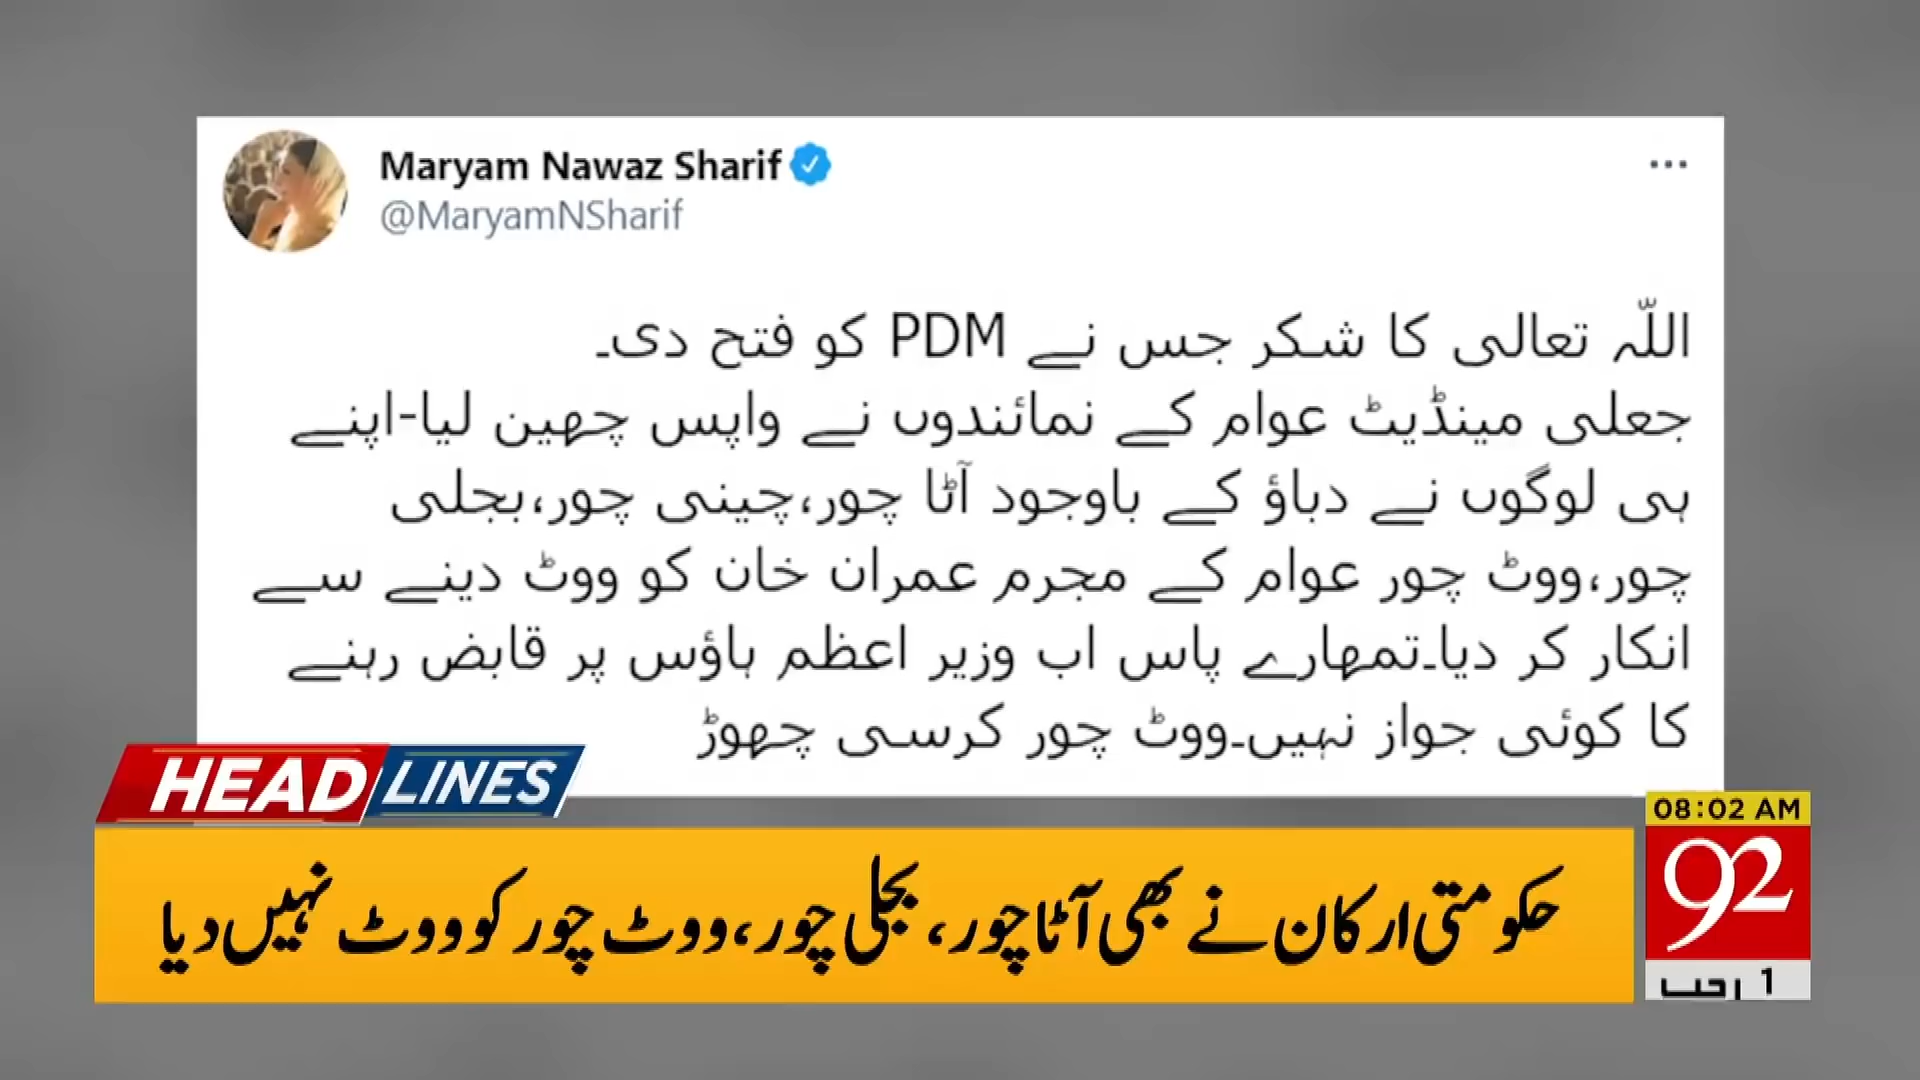 Maryam Nawaz Sharif
@MaryamNSharif
اللّہ تعالی کا شکر جس نے PDM کو فتح دی۔
جعلی مینڈیٹ عوام کے نمائندوں نے واپس چھین لیا-اپنے
ہی لوگوں نے دباؤ کے باوجود آٹا چور،چینی چور،بجلی
چور،ووٹ چور عوام کے مجرم عمران خان کو ووٹ دینے سے
انکار کر دیا۔تمھارے پاس اب وزیر اعظم ہاؤس پر قابض رہنے
کا کوئی جواز نہیں۔ووٹ چور کرسی چھوڑ
HEADLINES
08:02 AM
حکومتی ارکان نے بھی آٹا چور، بجلی چور، ووٹ چور کو ووٹ نہیں دیا
92
1 رجب